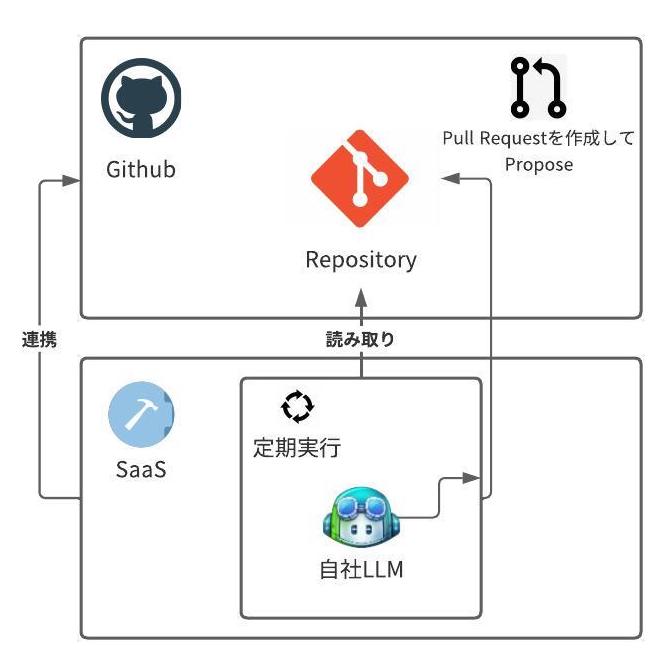 Github
Pull Requestを作成して
Propose
Repository
連携
読み取り
SaaS
定期実行
自社LLM